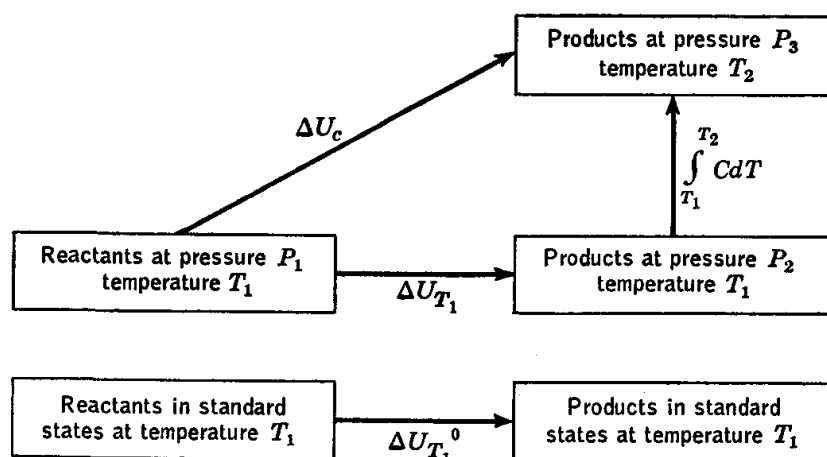 Products at pressure P₃
temperature T₂
ΔU_c
T₂
∫ CdT
T₁
Reactants at pressure P₁
temperature T₁
ΔU_T₁
Products at pressure P₂
temperature T₁
Reactants in standard
states at temperature T₁
ΔU_T₁⁰
Products in standard
states at temperature T₁